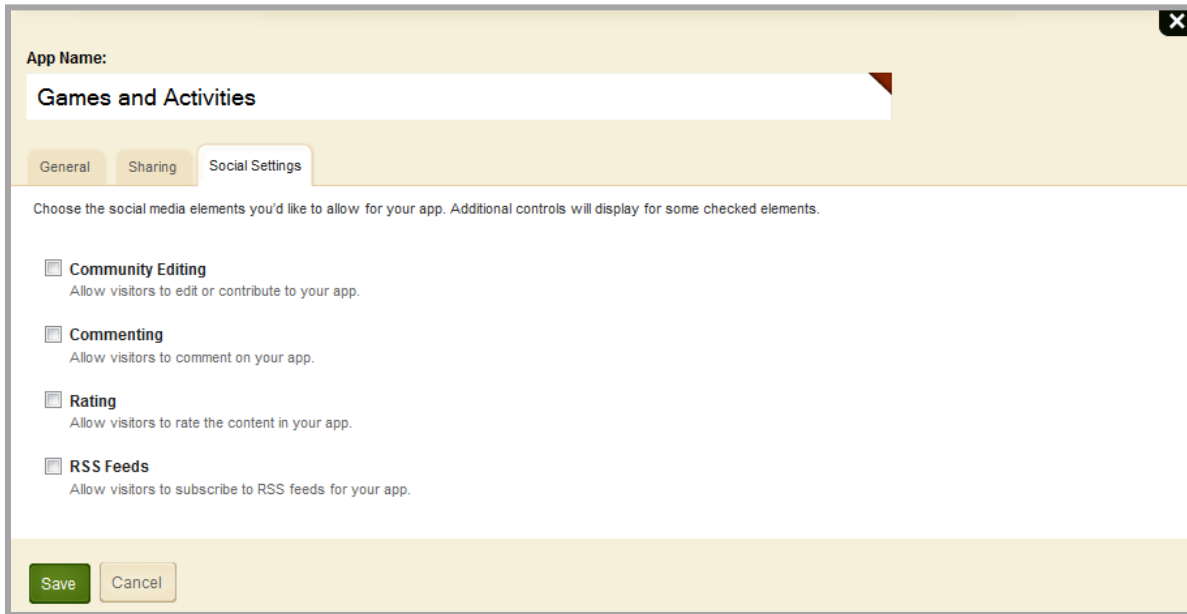 App Name:
Games and Activities
General Sharing Social Settings
Choose the social media elements you'd like to allow for your app. Additional controls will display for some checked elements.
Community Editing
Allow visitors to edit or contribute to your app.
Commenting
Allow visitors to comment on your app.
Rating
Allow visitors to rate the content in your app.
RSS Feeds
Allow visitors to subscribe to RSS feeds for your app.
Save Cancel